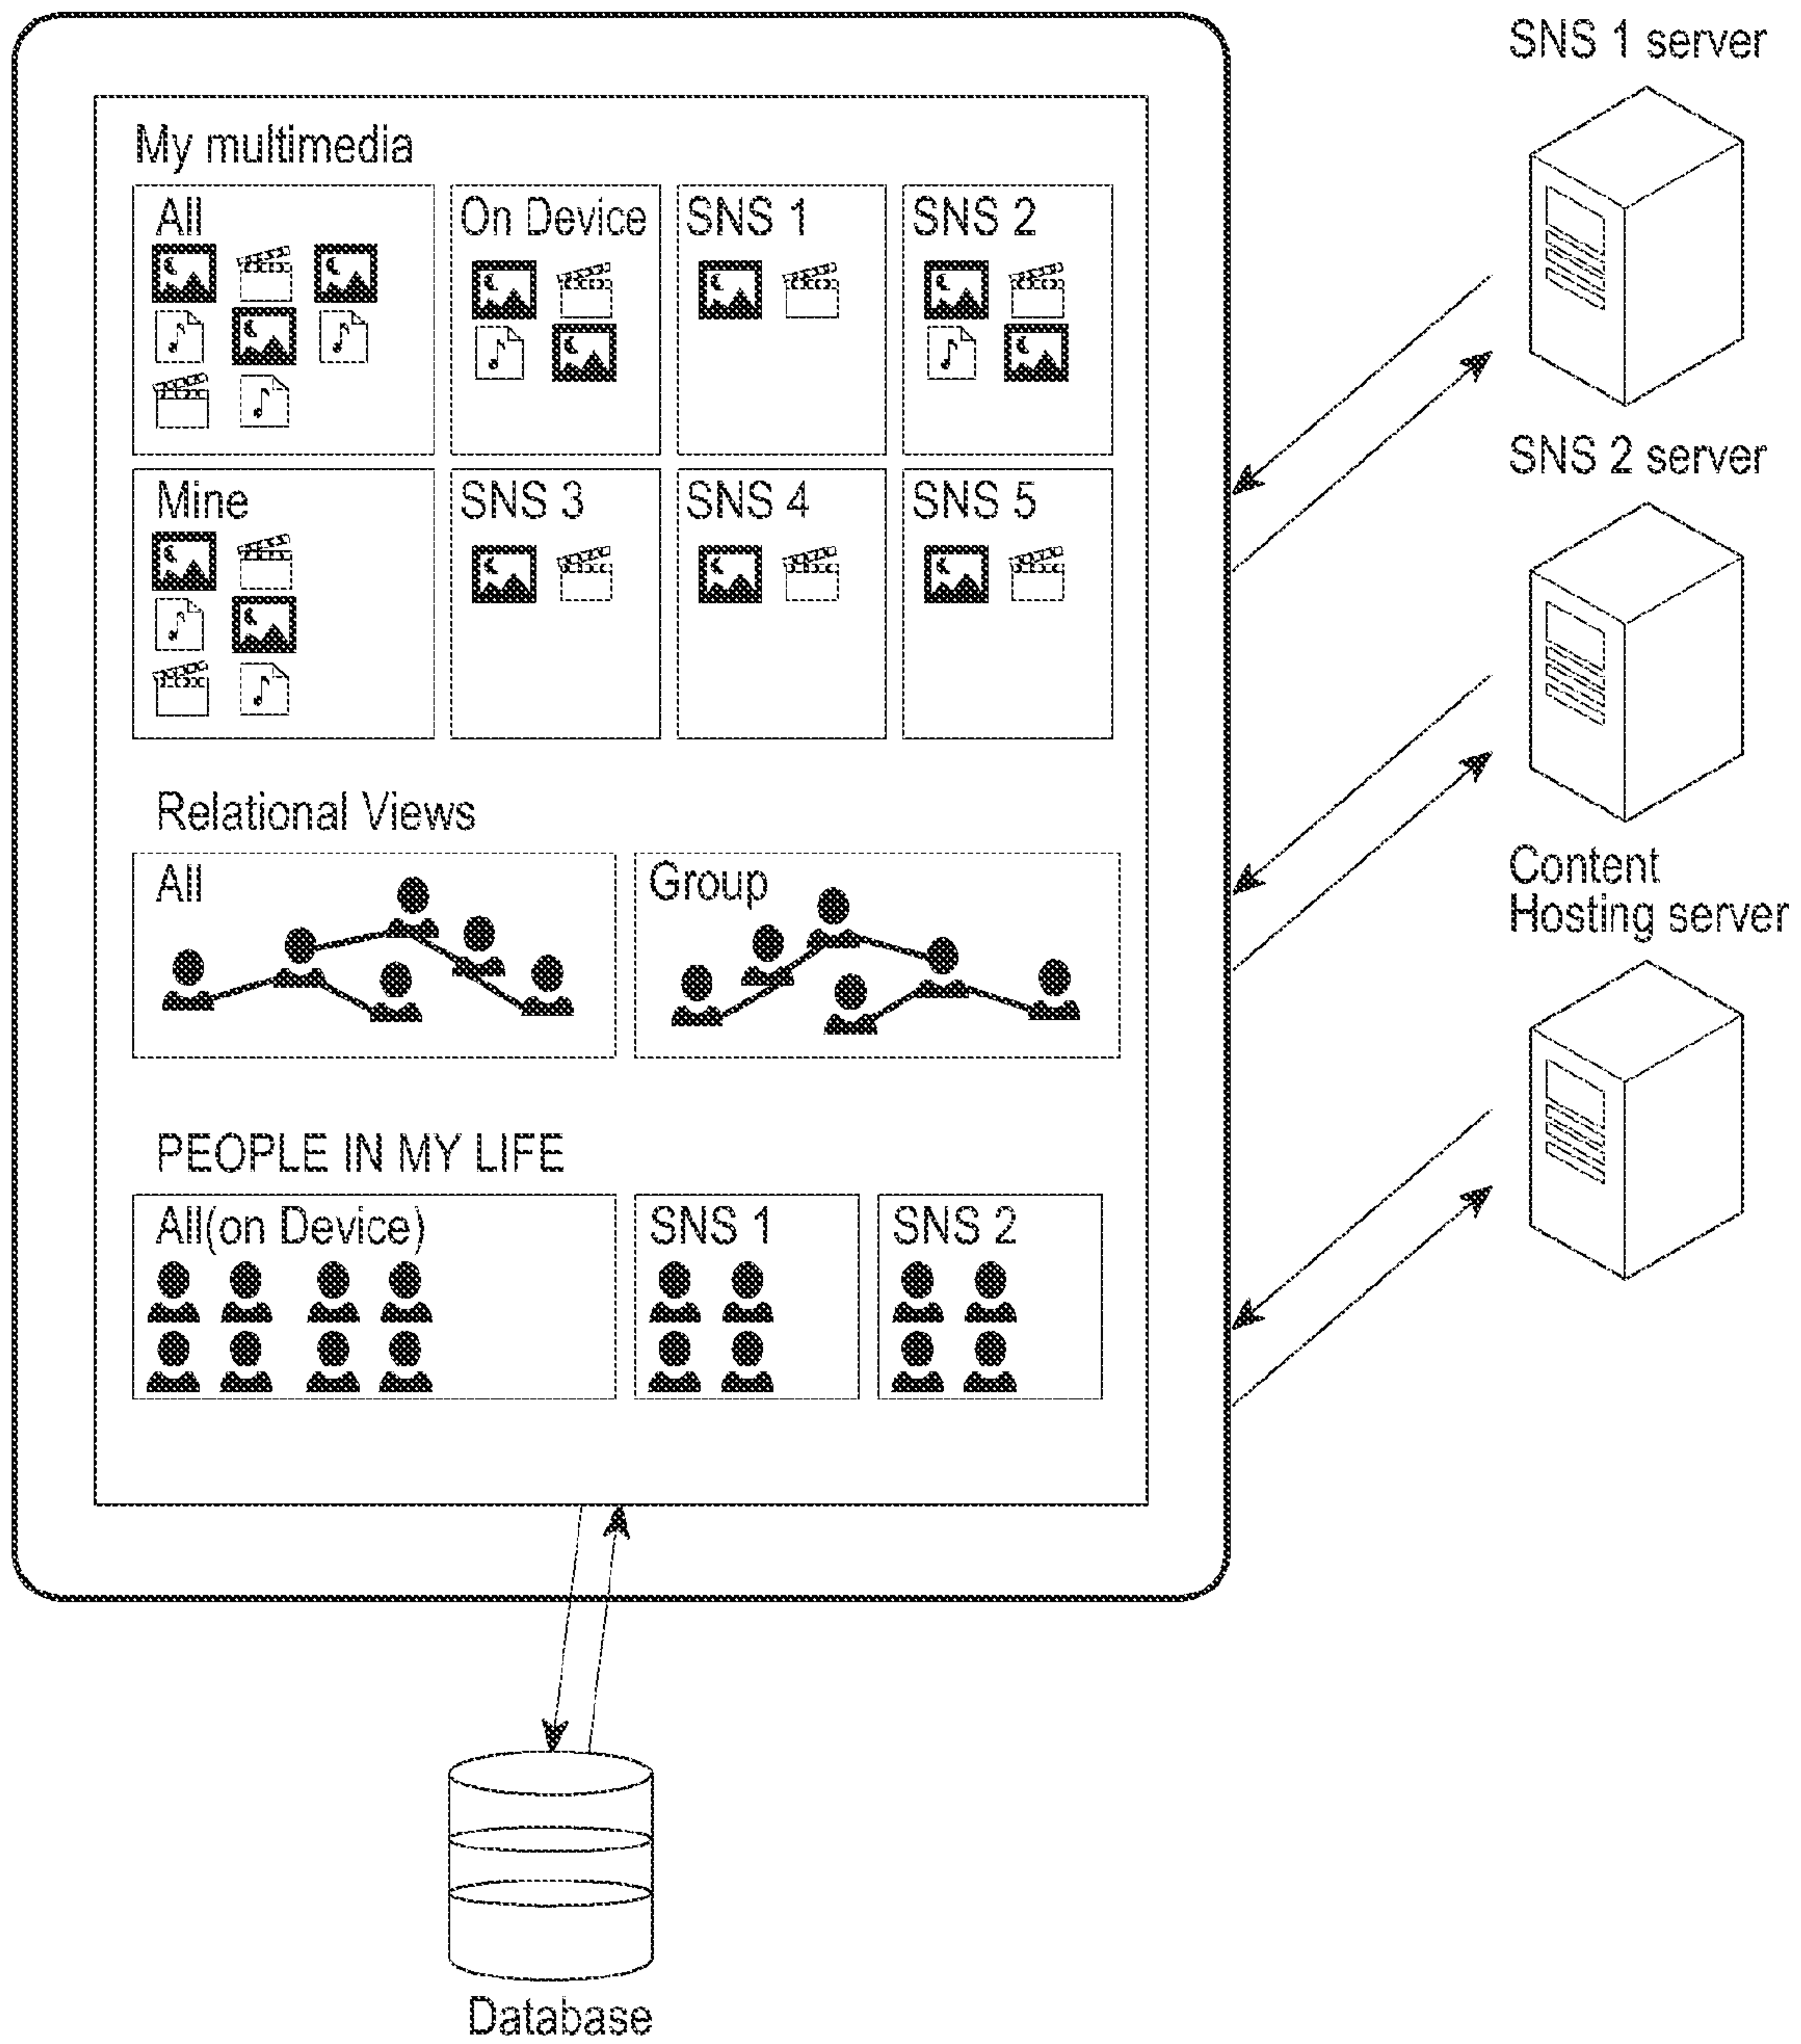 SNS 1 server
My multimedia
All
On Device
SNS 1
SNS 2
SNS 2 server
Mine
SNS 3
SNS 4
SNS 5
Relational Views
All
Group
Content
Hosting server
PEOPLE IN MY LIFE
All(on Device)
SNS 1
SNS 2
Database